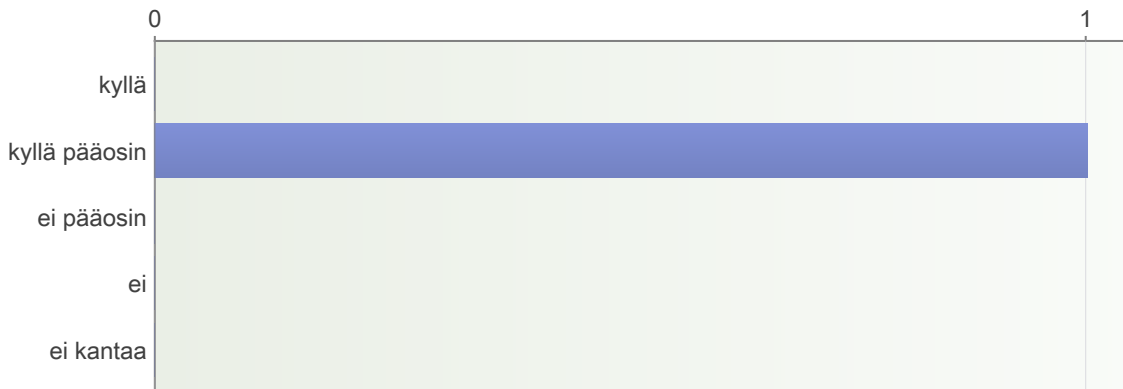 0 1
kyllä
kyllä pääosin
ei pääosin
ei
ei kantaa